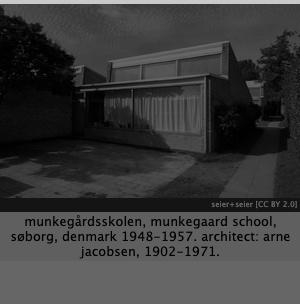 seier+seier [CC BY 2.0]
munkegårdsskolen, munkegaard school,
søborg, denmark 1948-1957. architect: arne
jacobsen, 1902-1971.